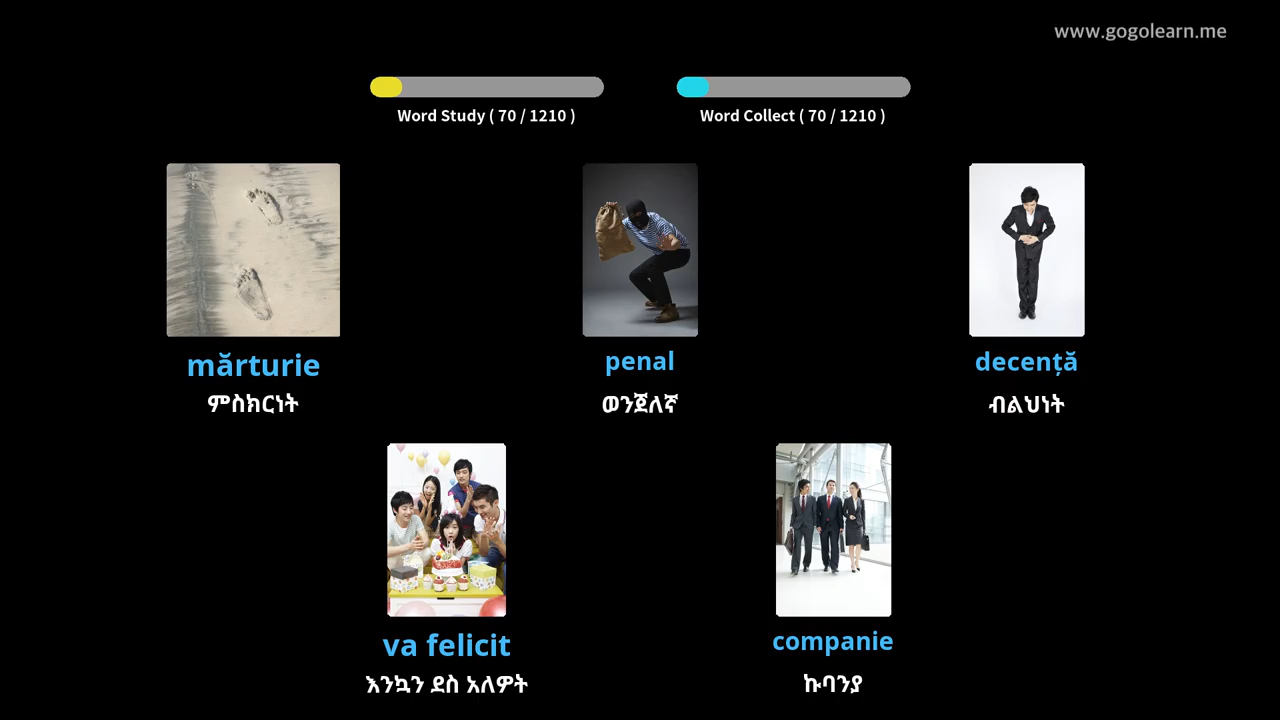 www.gogolearn.me
Word Study ( 70 / 1210 )
Word Collect ( 70 / 1210 )
mărturie
ምስክርነት
penal
ወንጀለኛ
decență
ብልህነት
va felicit
እንኳን ደስ አለዎት
companie
ኩባንያ